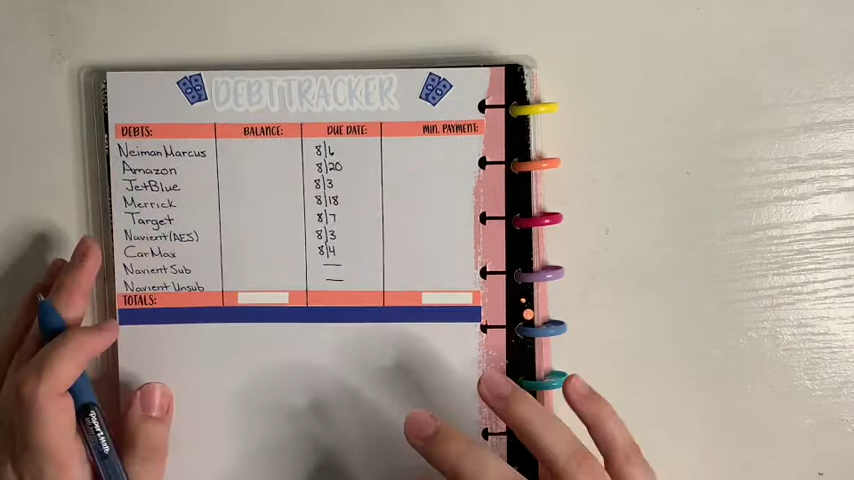 DEBT TRACKER
DEBTS: BALANCE: DUE DATE: MIN. PAYMENT:
Neiman Marcus 8/6
Amazon 8/20
JetBlue 8/3
Merrick 8/18
Target 8/7
Navient (AES) 8/3
CarMax 8/4
Navient Sub —
Navient Unsub —
TOTALS:
PaperMate